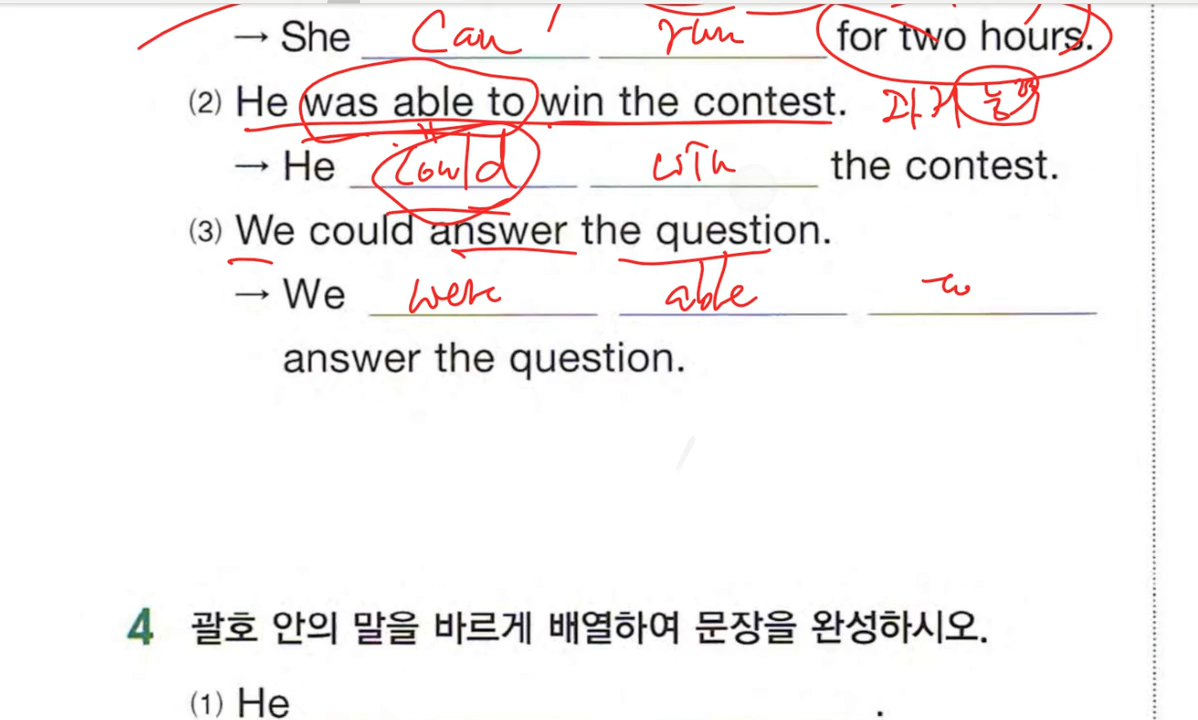 → She can run for two hours.
(2) He was able to win the contest. 과거 능력
→ He could win the contest.
(3) We could answer the question.
→ We were able to
answer the question.
4 괄호 안의 말을 바르게 배열하여 문장을 완성하시오.
(1) He .